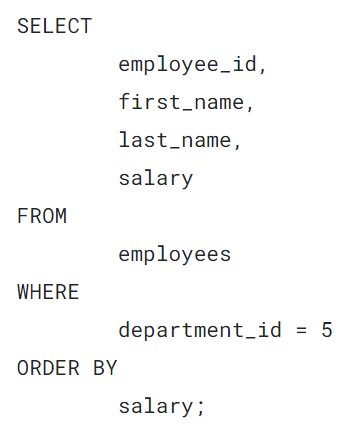 SELECT
employee_id,
first_name,
last_name,
salary
FROM
employees
WHERE
department_id = 5
ORDER BY
salary;